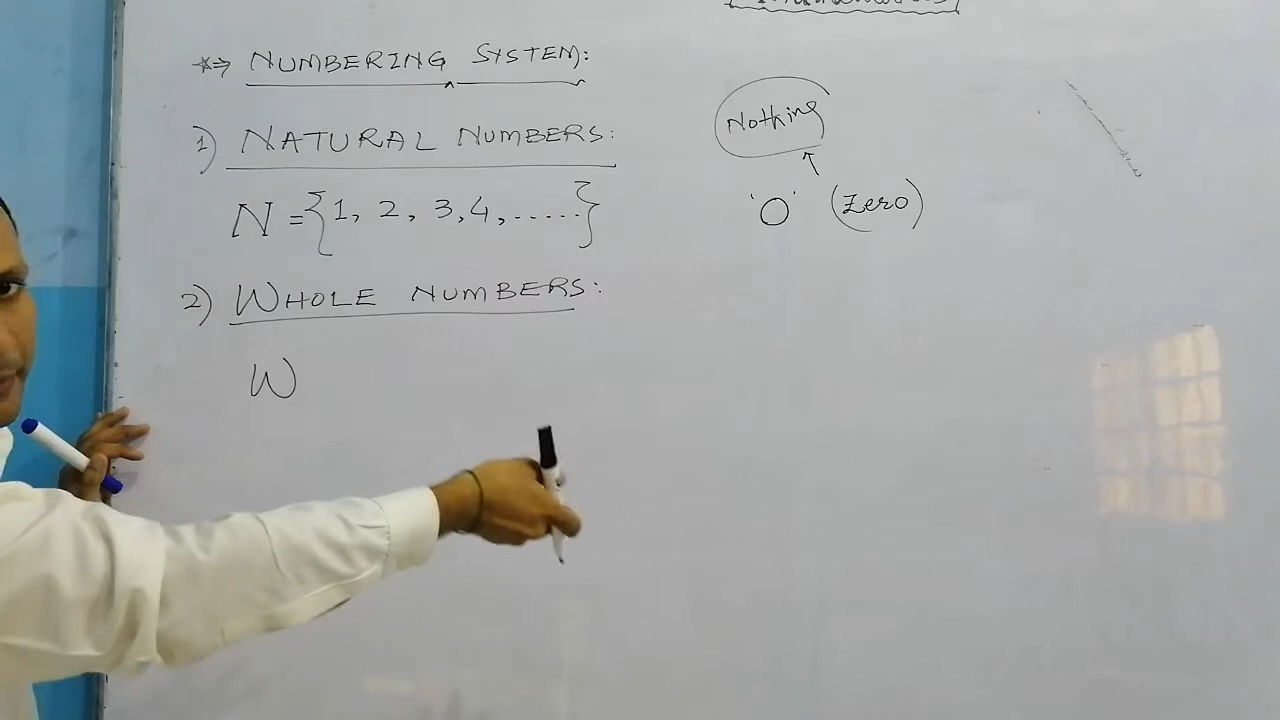 *⇒ NUMBERING SYSTEM:
1) NATURAL NUMBERS:
N = {1, 2, 3, 4, .....}
2) WHOLE NUMBERS:
W
Nothing
↑
'0' (Zero)